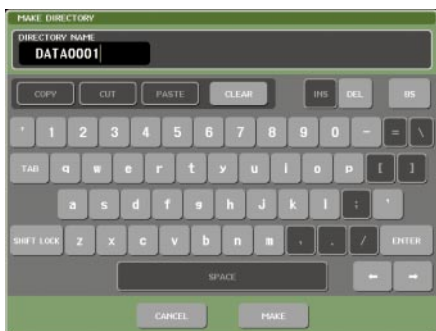 MAKE DIRECTORY
DIRECTORY NAME
DATA0001
COPY CUT PASTE CLEAR INS DEL BS
' 1 2 3 4 5 6 7 8 9 0 - = \
TAB q w e r t y u i o p [ ]
a s d f g h j k l ; '
SHIFT LOCK z x c v b n m , . / ENTER
SPACE ← →
CANCEL MAKE